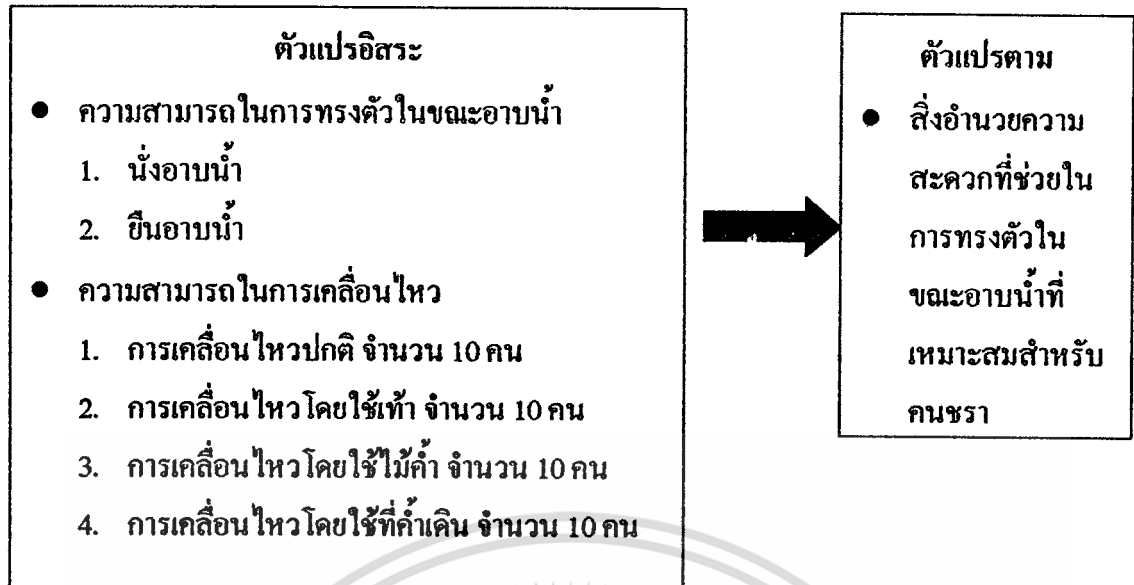 ตัวแปรอิสระ
● ความสามารถในการทรงตัวในขณะอาบน้ำ
1. นั่งอาบน้ำ
2. ยืนอาบน้ำ
● ความสามารถในการเคลื่อนไหว
1. การเคลื่อนไหวปกติ จำนวน 10 คน
2. การเคลื่อนไหวโดยใช้เท้า จำนวน 10 คน
3. การเคลื่อนไหวโดยใช้ไม้ค้ำ จำนวน 10 คน
4. การเคลื่อนไหวโดยใช้ที่ค้ำเดิน จำนวน 10 คน
ตัวแปรตาม
● สิ่งอำนวยความ
สะดวกที่ช่วยใน
การทรงตัวใน
ขณะอาบน้ำที่
เหมาะสมสำหรับ
คนชรา